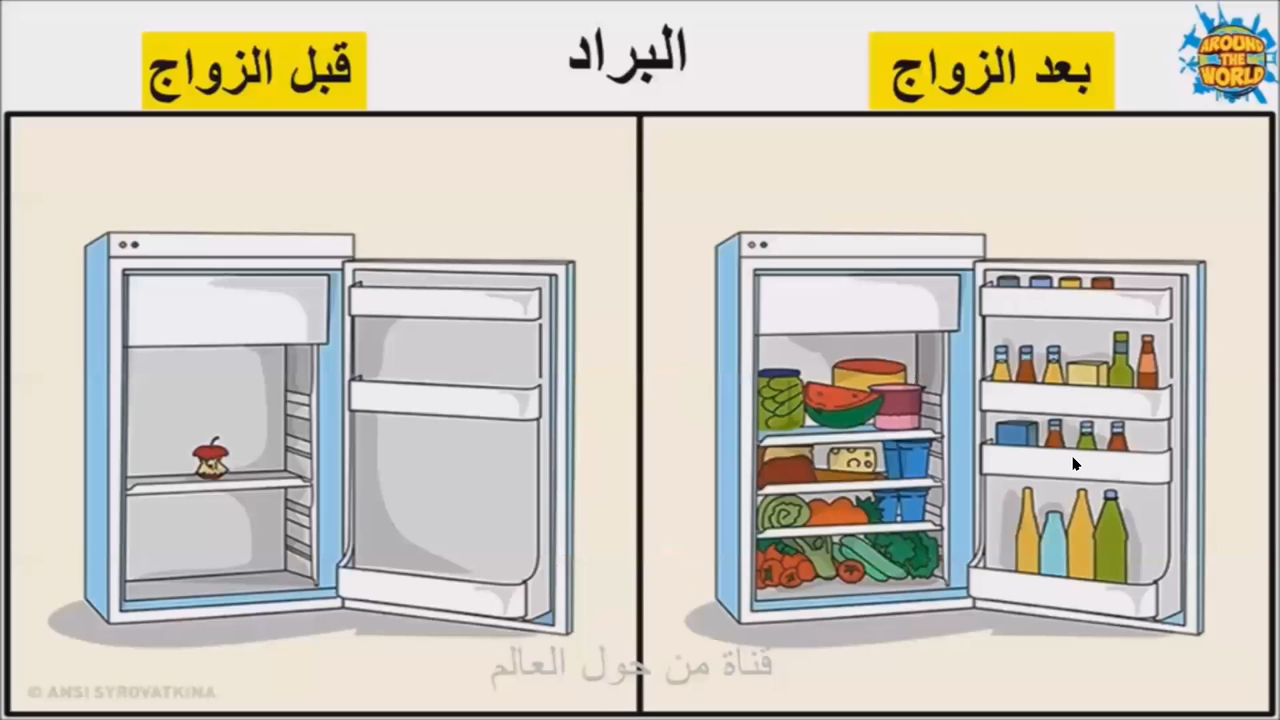 بعد الزواج
البراد
قبل الزواج
AROUND
THE
WORLD
قناة من حول العالم
© ANSI SYROVATKINA